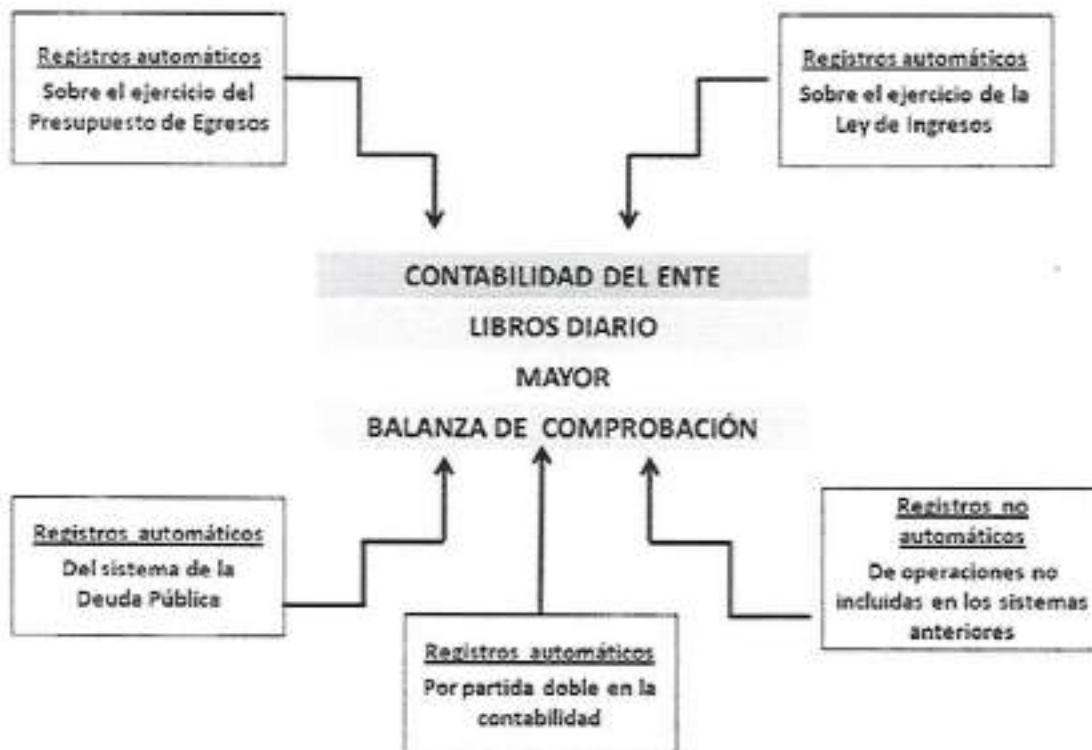 Registros automáticos
Sobre el ejercicio del
Presupuesto de Egresos
Registros automáticos
Sobre el ejercicio de la
Ley de Ingresos
CONTABILIDAD DEL ENTE
LIBROS DIARIO
MAYOR
BALANZA DE COMPROBACIÓN
Registros automáticos
Del sistema de la
Deuda Pública
Registros automáticos
Por partida doble en la
contabilidad
Registros no
automáticos
De operaciones no
incluidas en los sistemas
anteriores